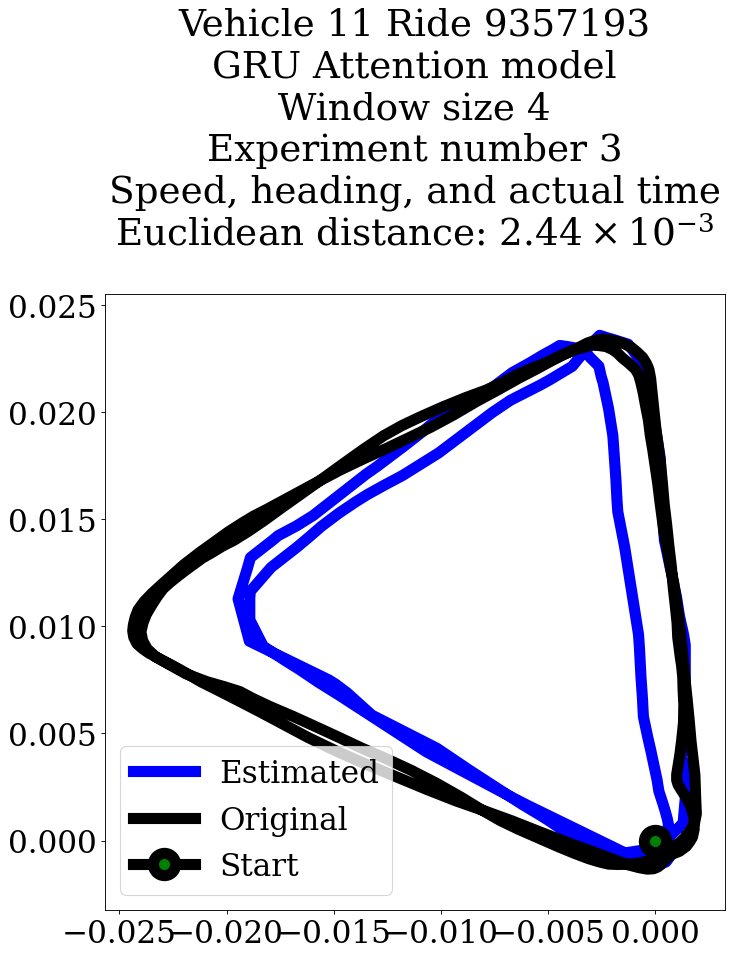 Vehicle 11 Ride 9357193
GRU Attention model
Window size 4
Experiment number 3
Speed, heading, and actual time
Euclidean distance: 2.44 × 10⁻³
0.025
0.020
0.015
0.010
0.005
0.000
Estimated
Original
Start
−0.025 −0.020 −0.015 −0.010 −0.005 0.000